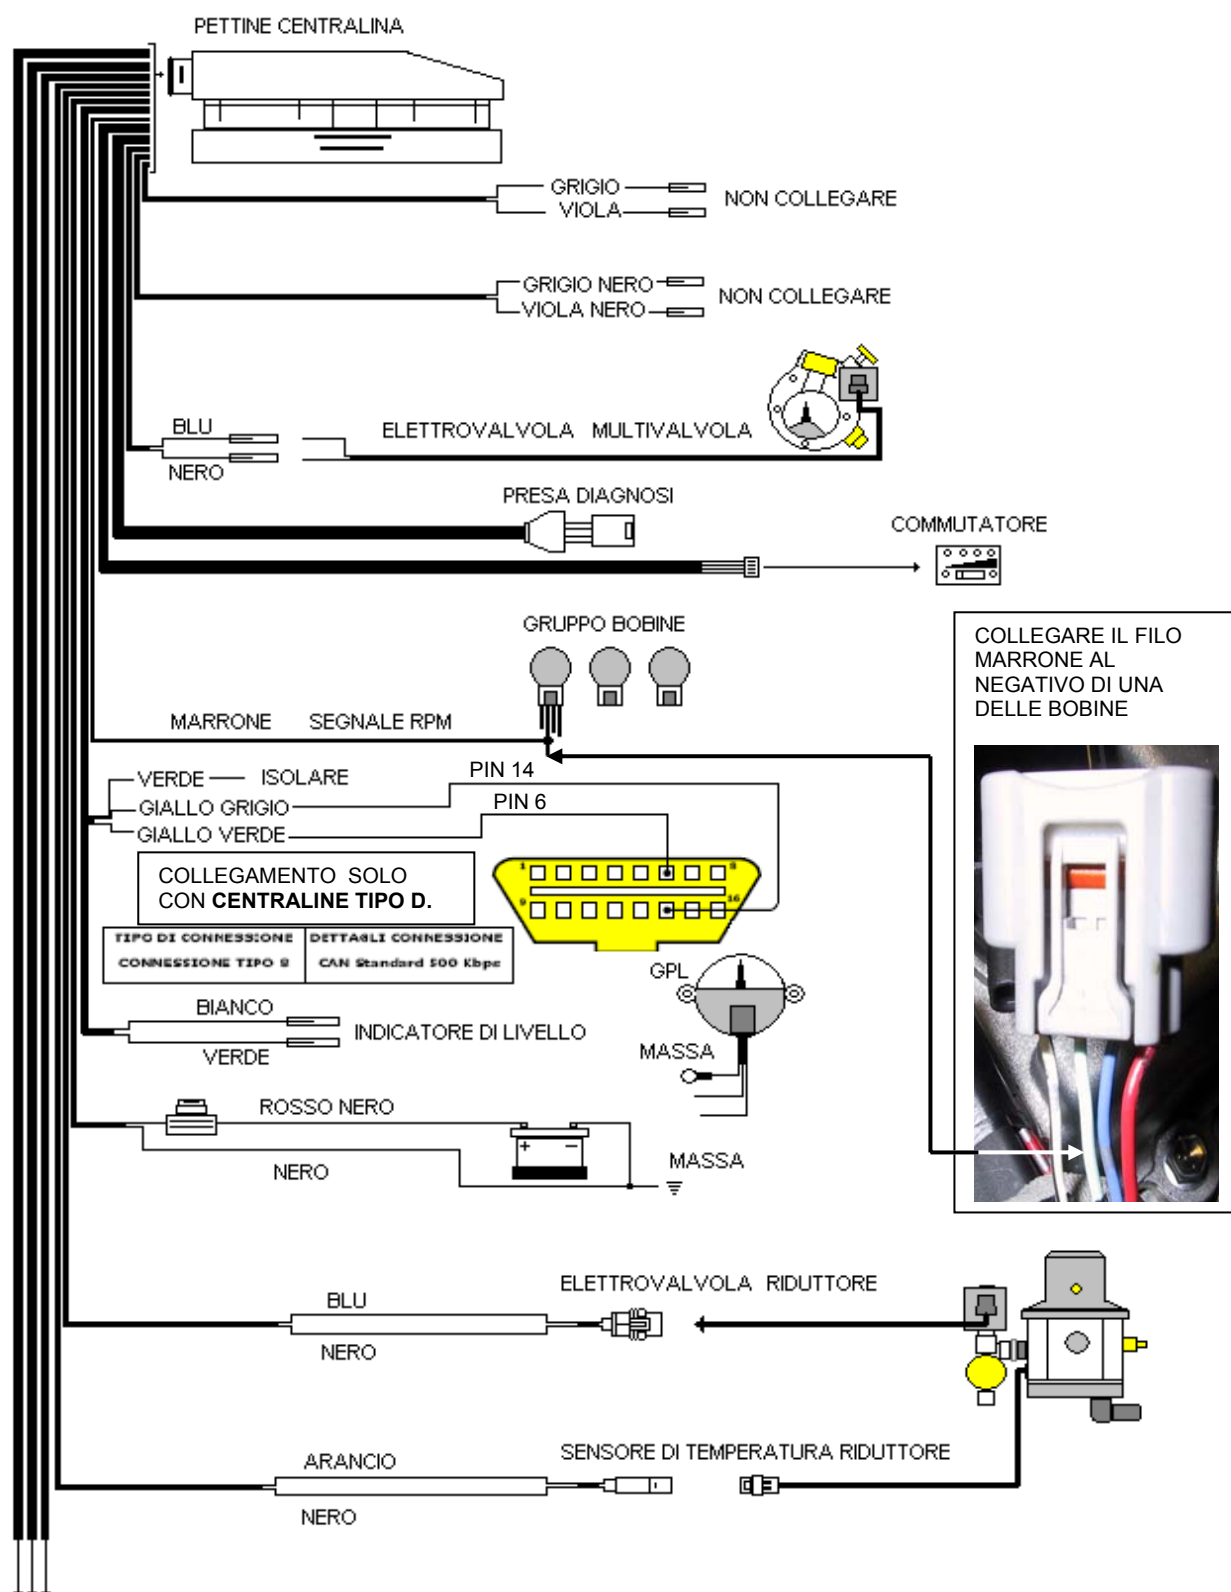 PETTINE CENTRALINA
GRIGIO
VIOLA
NON COLLEGARE
GRIGIO NERO
VIOLA NERO
NON COLLEGARE
BLU
NERO
ELETTROVALVOLA MULTIVALVOLA
PRESA DIAGNOSI
COMMUTATORE
GRUPPO BOBINE
COLLEGARE IL FILO
MARRONE AL
NEGATIVO DI UNA
DELLE BOBINE
MARRONE SEGNALE RPM
VERDE ISOLARE
PIN 14
GIALLO GRIGIO
PIN 6
GIALLO VERDE
COLLEGAMENTO SOLO
CON CENTRALINE TIPO D.
1 8
9 16
TIPO DI CONNESSIONE DETTAGLI CONNESSIONE
CONNESSIONE TIPO 8 CAN Standard 500 Kbps
GPL
BIANCO
VERDE
INDICATORE DI LIVELLO
MASSA
ROSSO NERO
+ -
NERO
MASSA
ELETTROVALVOLA RIDUTTORE
BLU
NERO
SENSORE DI TEMPERATURA RIDUTTORE
ARANCIO
NERO